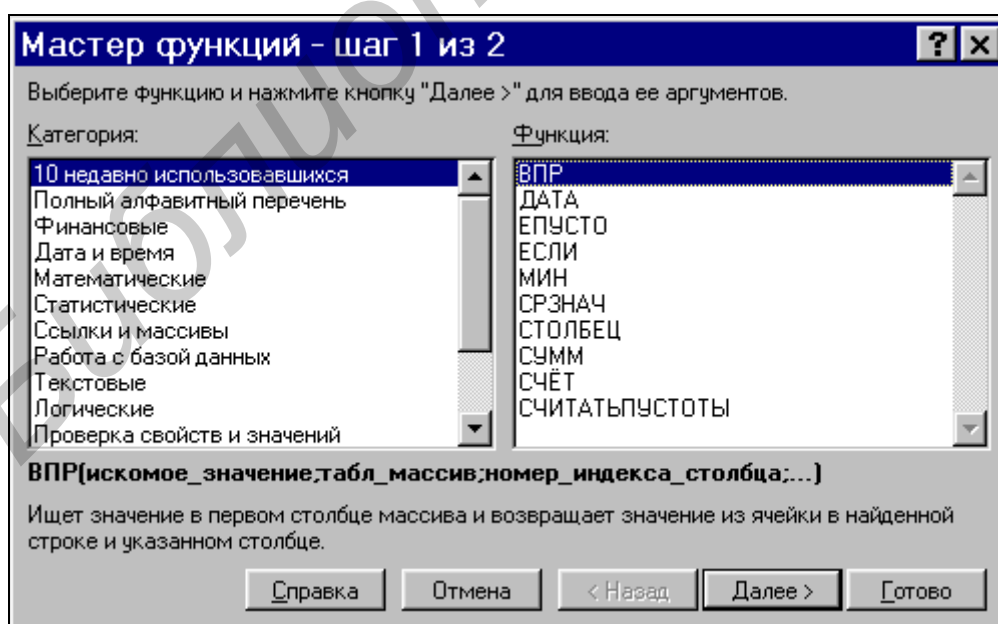 Мастер функций - шаг 1 из 2
Выберите функцию и нажмите кнопку "Далее >" для ввода ее аргументов.
Категория:
10 недавно использовавшихся
Полный алфавитный перечень
Финансовые
Дата и время
Математические
Статистические
Ссылки и массивы
Работа с базой данных
Текстовые
Логические
Проверка свойств и значений
Функция:
ВПР
ДАТА
ЕПУСТО
ЕСЛИ
МИН
СРЗНАЧ
СТОЛБЕЦ
СУММ
СЧЁТ
СЧИТАТЬПУСТОТЫ
ВПР(искомое_значение;табл_массив;номер_индекса_столбца;...)
Ищет значение в первом столбце массива и возвращает значение из ячейки в найденной
строке и указанном столбце.
Справка
Отмена
< Назад
Далее >
Готово